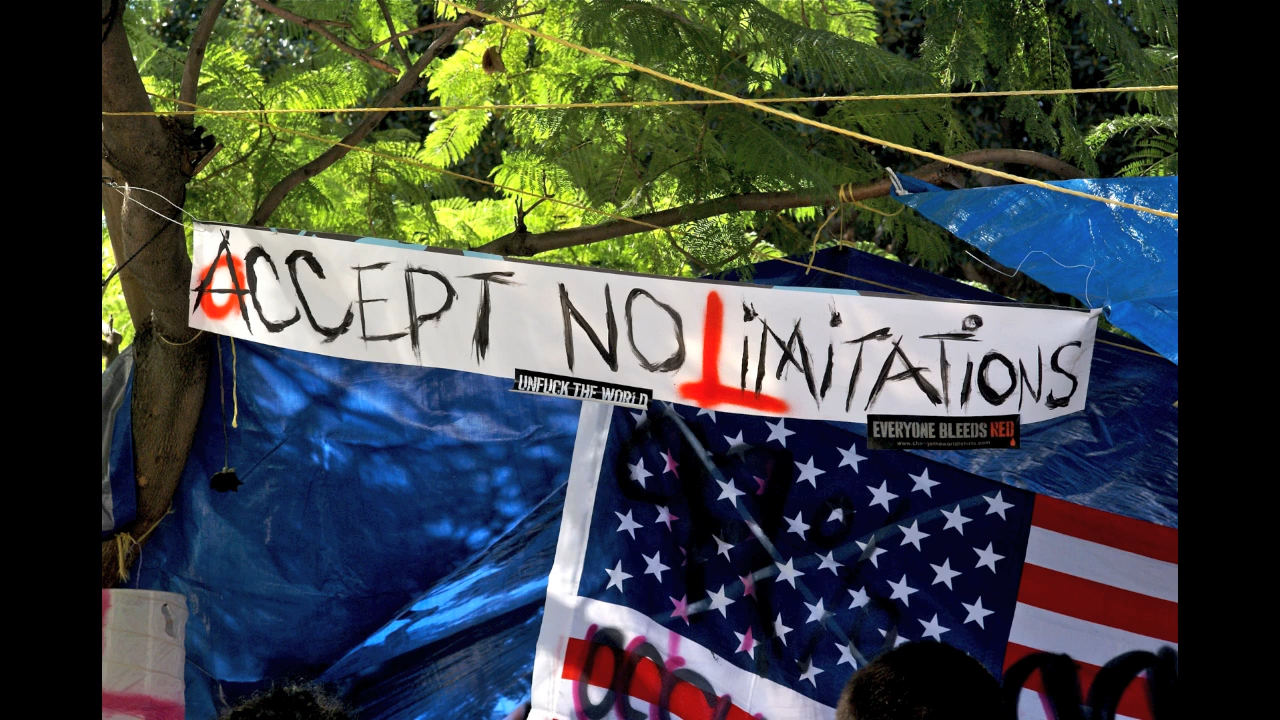 ACCEPT NO LiMiTATiONS
UNFUCK THE WORLD
EVERYONE BLEEDS RED